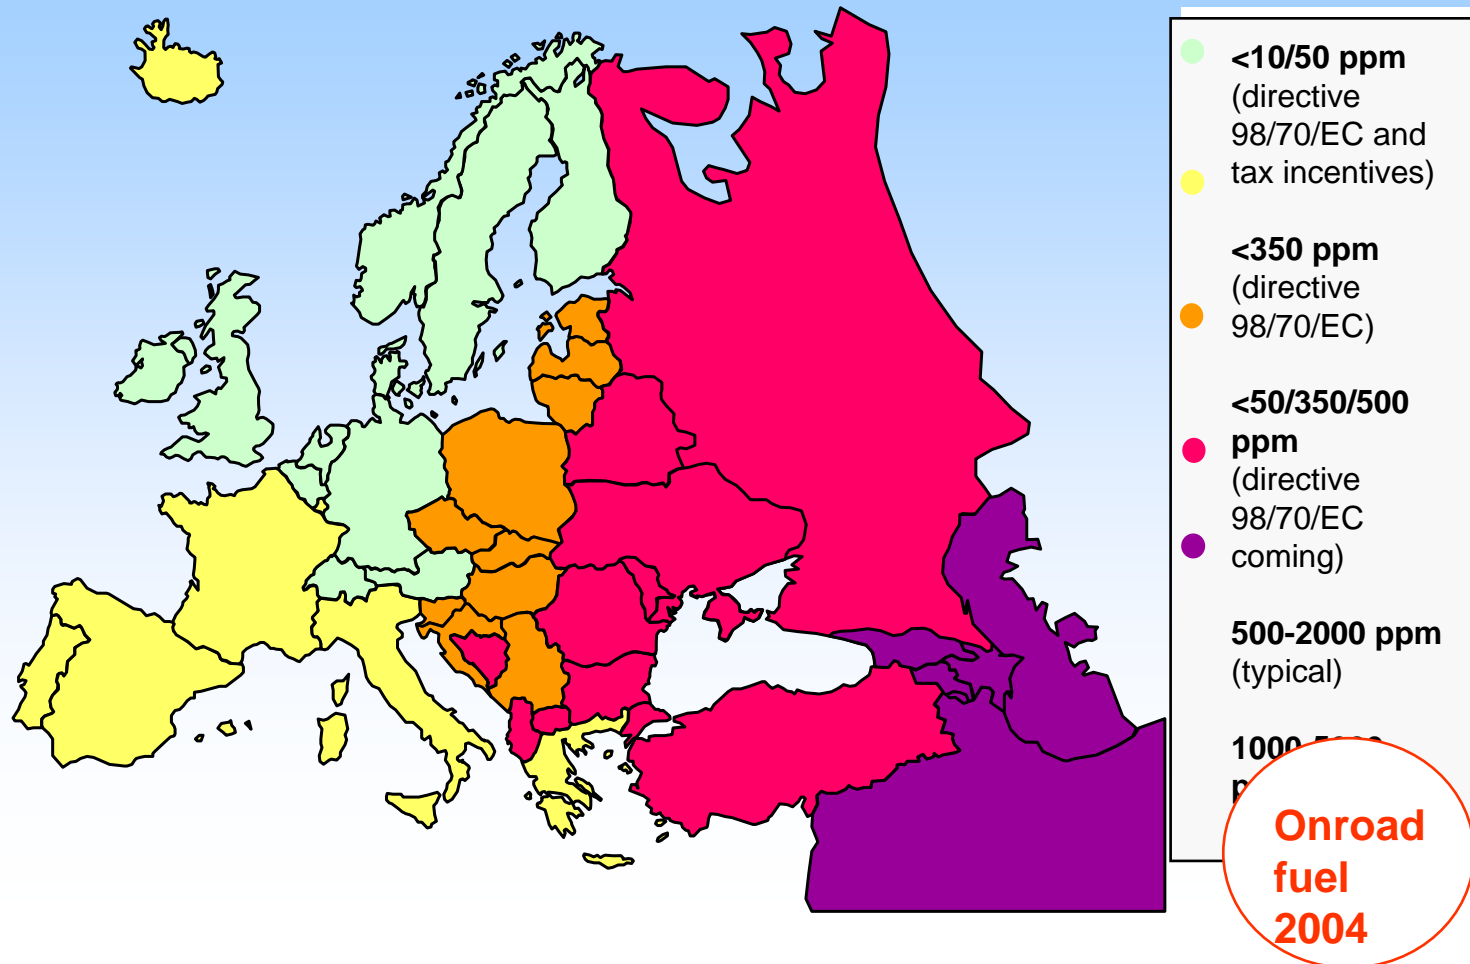 <10/50 ppm
(directive
98/70/EC and
tax incentives)
<350 ppm
(directive
98/70/EC)
<50/350/500
ppm
(directive
98/70/EC
coming)
500-2000 ppm
(typical)
Onroad
fuel
2004